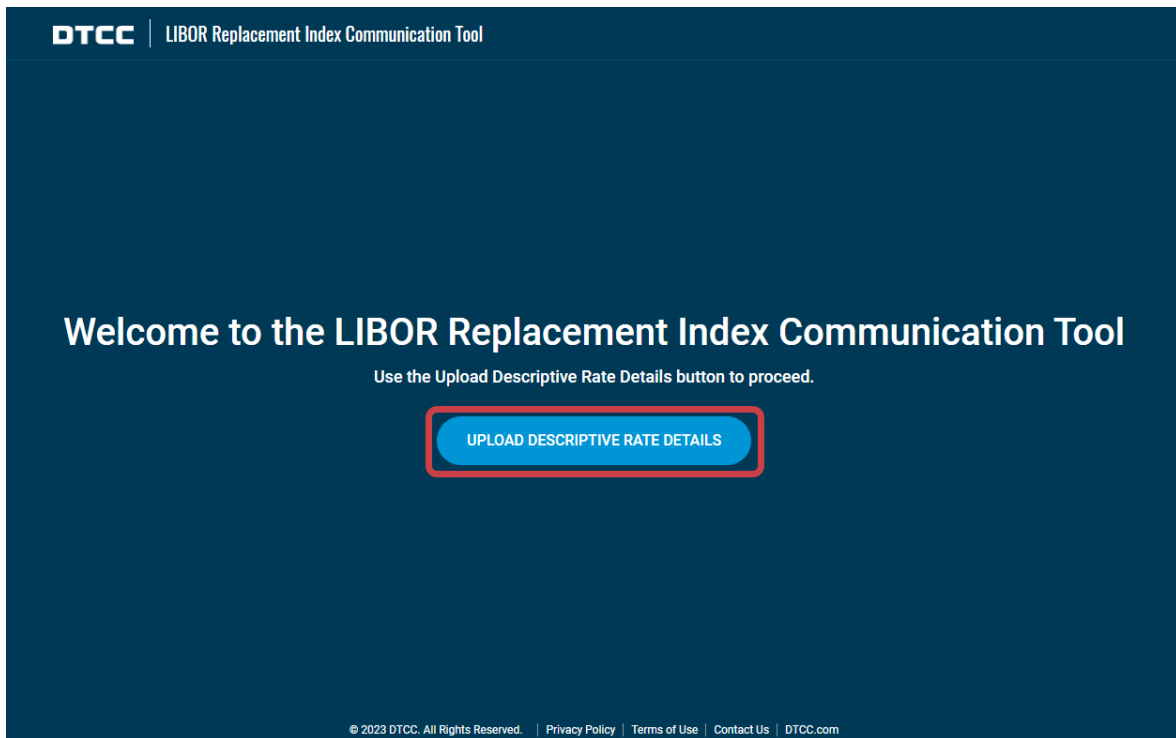 DTCC | LIBOR Replacement Index Communication Tool
Welcome to the LIBOR Replacement Index Communication Tool
Use the Upload Descriptive Rate Details button to proceed.
UPLOAD DESCRIPTIVE RATE DETAILS
© 2023 DTCC. All Rights Reserved. | Privacy Policy | Terms of Use | Contact Us | DTCC.com